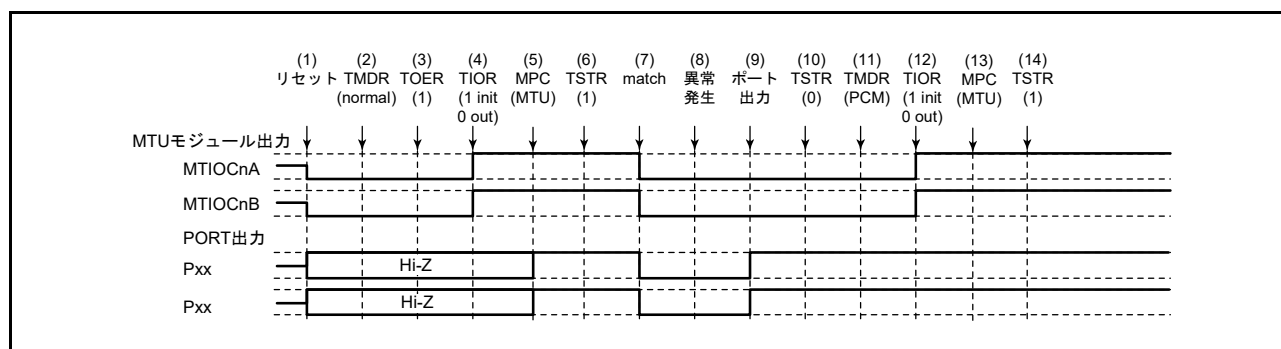 (1) (2) (3) (4) (5) (6) (7) (8) (9) (10) (11) (12) (13) (14)
リセット TMDR TOER TIOR MPC TSTR match 異常 ポート TSTR TMDR TIOR MPC TSTR
(normal) (1) (1 init (MTU) (1) 発生 出力 (0) (PCM) (1 init (MTU) (1)
0 out) 0 out)
MTUモジュール出力
MTIOCnA
MTIOCnB
PORT出力
Pxx Hi-Z
Pxx Hi-Z